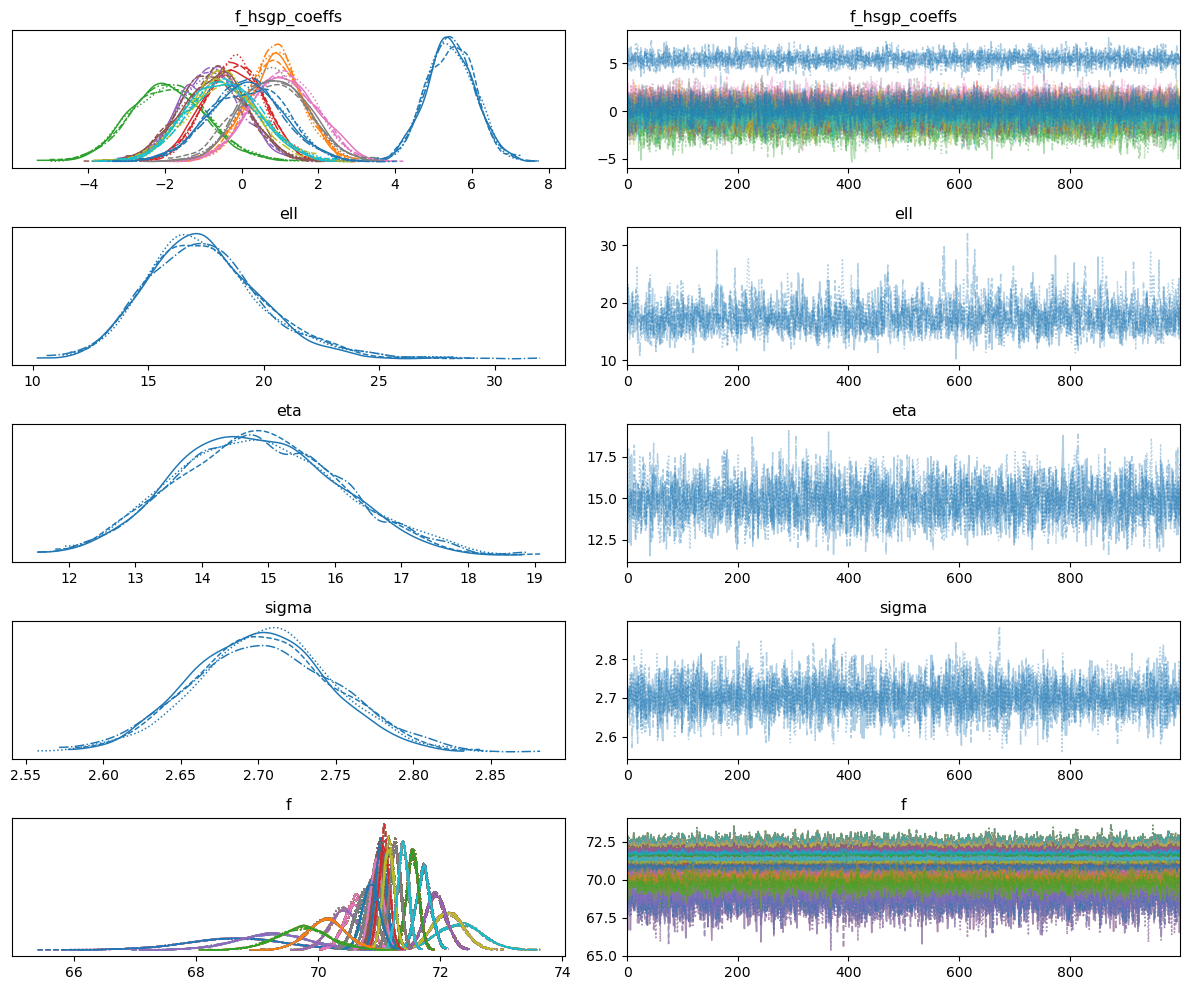 f_hsgp_coeffs f_hsgp_coeffs
5
0
−5
−4 −2 0 2 4 6 8 0 200 400 600 800
ell ell
30
20
10
10 15 20 25 30 0 200 400 600 800
eta eta
17.5
15.0
12.5
12 13 14 15 16 17 18 19 0 200 400 600 800
sigma sigma
2.8
2.7
2.6
2.55 2.60 2.65 2.70 2.75 2.80 2.85 0 200 400 600 800
f f
72.5
70.0
67.5
65.0
66 68 70 72 74 0 200 400 600 800